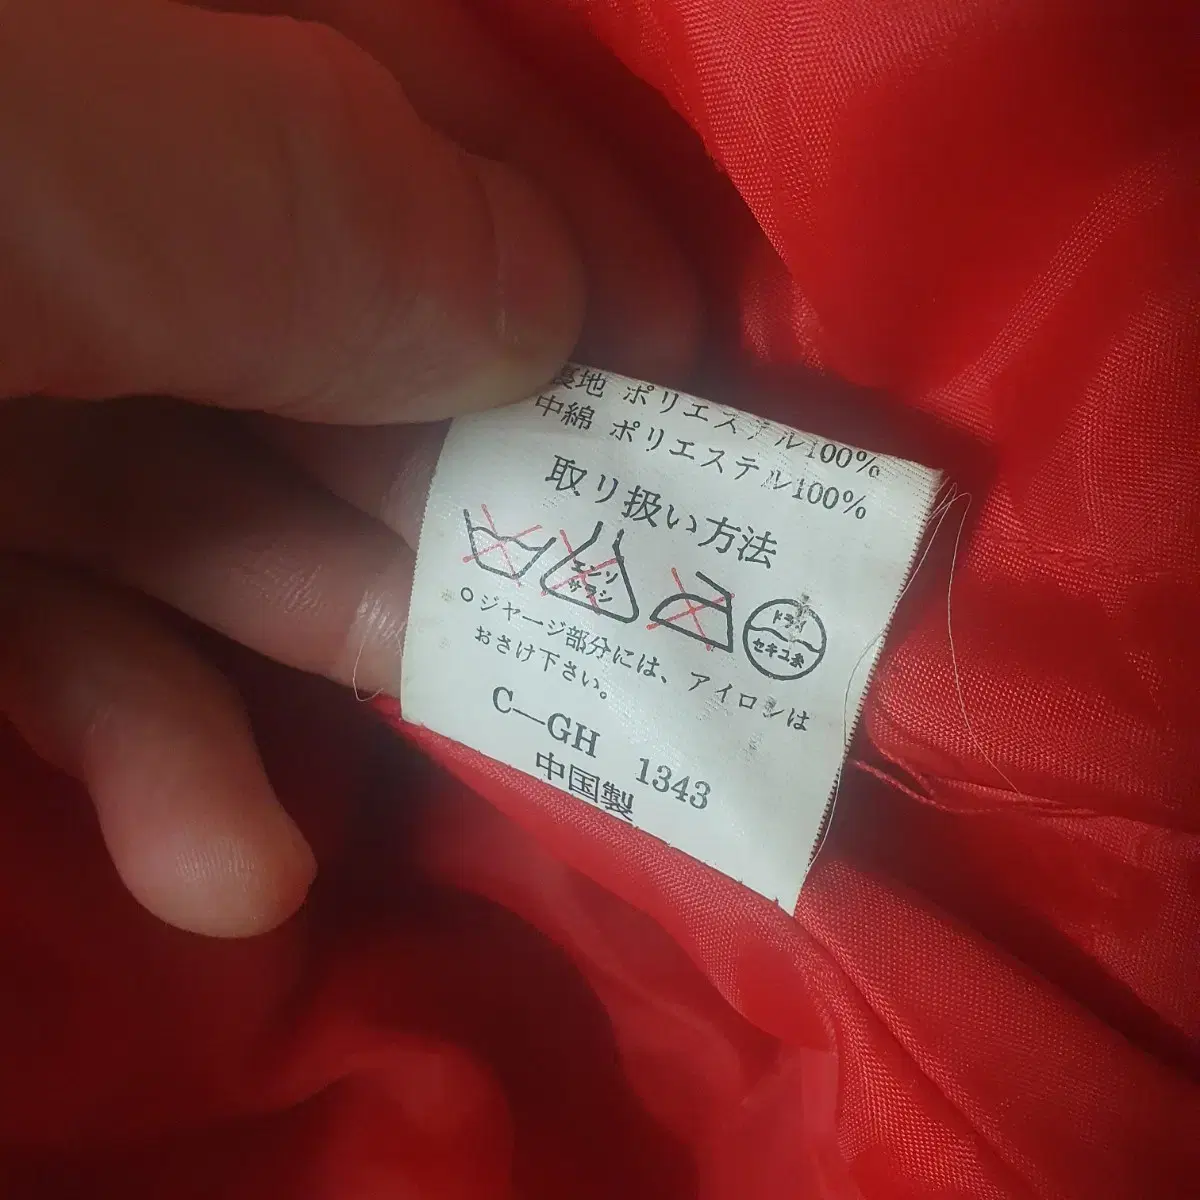 裏地 ポリエステル100%
中綿 ポリエステル100%
取り扱い方法
エンソ サラシ ドライ セキユ系
○ジャージ部分には、アイロンは
おさけ下さい。
C—GH 1343
中国製